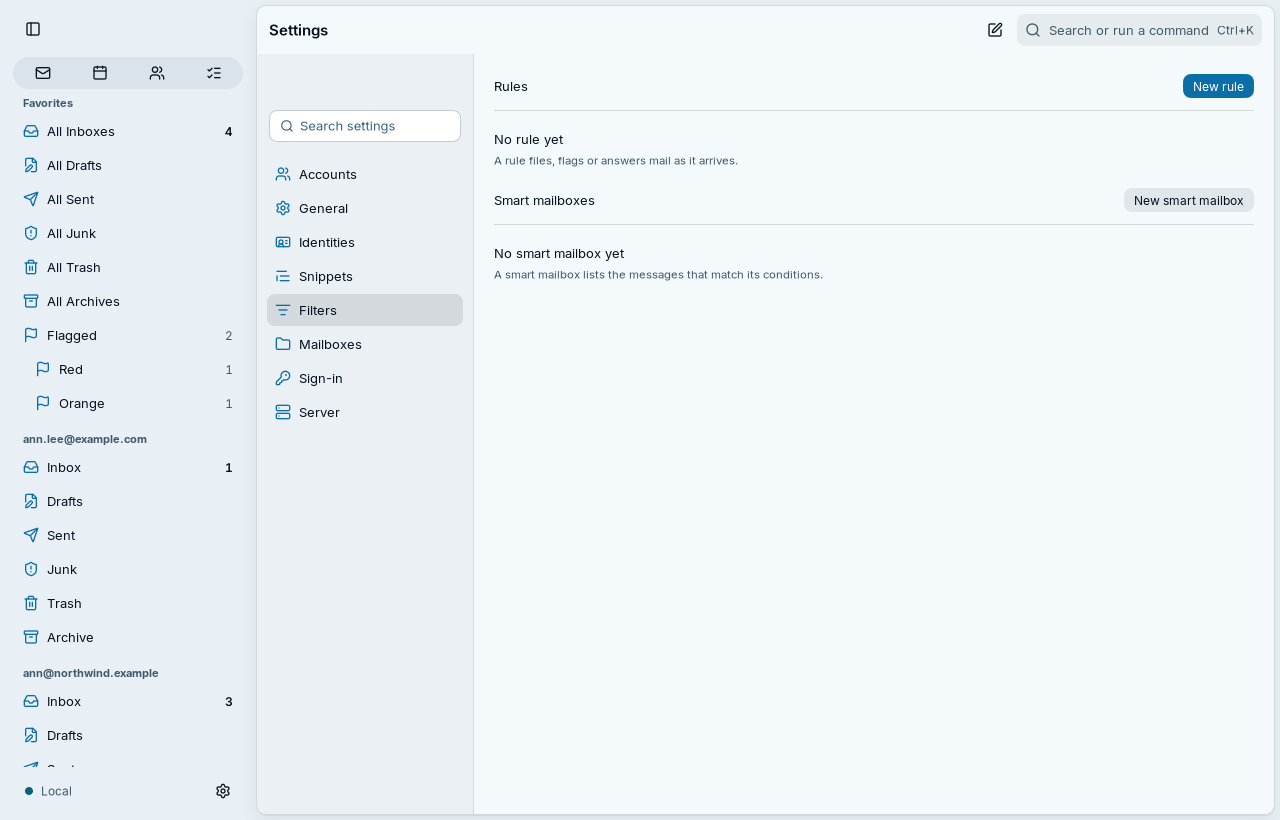 Settings
Search or run a command Ctrl+K
Favorites
All Inboxes 4
All Drafts
All Sent
All Junk
All Trash
All Archives
Flagged 2
Red 1
Orange 1
ann.lee@example.com
Inbox 1
Drafts
Sent
Junk
Trash
Archive
ann@northwind.example
Inbox 3
Drafts
Local
Search settings
Accounts
General
Identities
Snippets
Filters
Mailboxes
Sign-in
Server
Rules
New rule
No rule yet
A rule files, flags or answers mail as it arrives.
Smart mailboxes
New smart mailbox
No smart mailbox yet
A smart mailbox lists the messages that match its conditions.